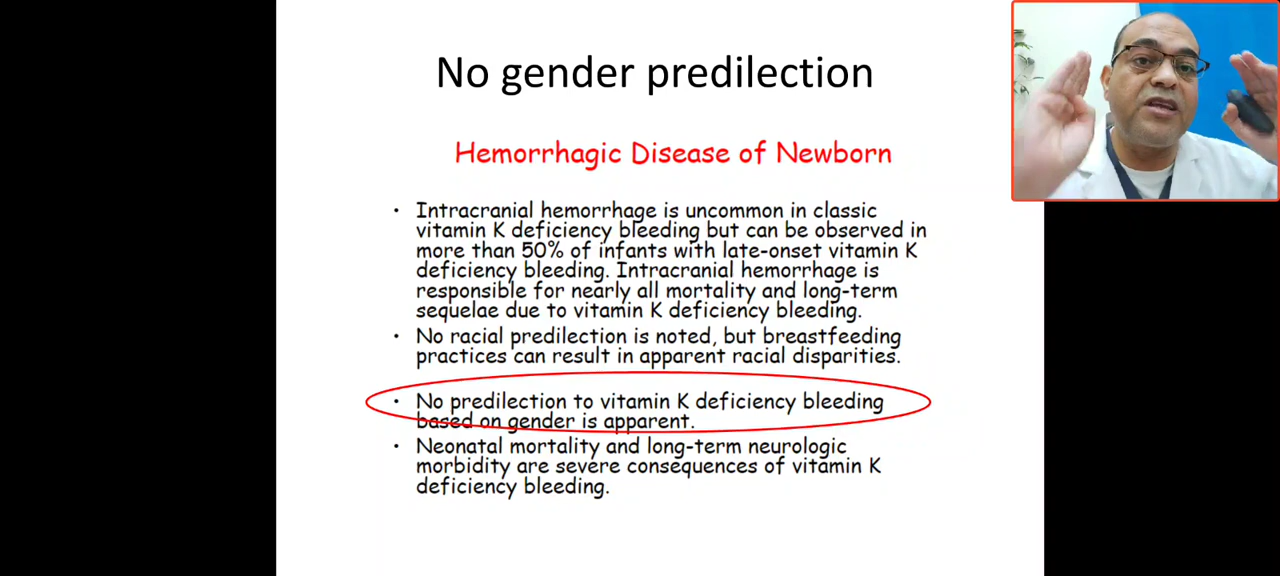 No gender predilection
Hemorrhagic Disease of Newborn
• Intracranial hemorrhage is uncommon in classic
vitamin K deficiency bleeding but can be observed in
more than 50% of infants with late-onset vitamin K
deficiency bleeding. Intracranial hemorrhage is
responsible for nearly all mortality and long-term
sequelae due to vitamin K deficiency bleeding.
• No racial predilection is noted, but breastfeeding
practices can result in apparent racial disparities.
• No predilection to vitamin K deficiency bleeding
based on gender is apparent.
• Neonatal mortality and long-term neurologic
morbidity are severe consequences of vitamin K
deficiency bleeding.